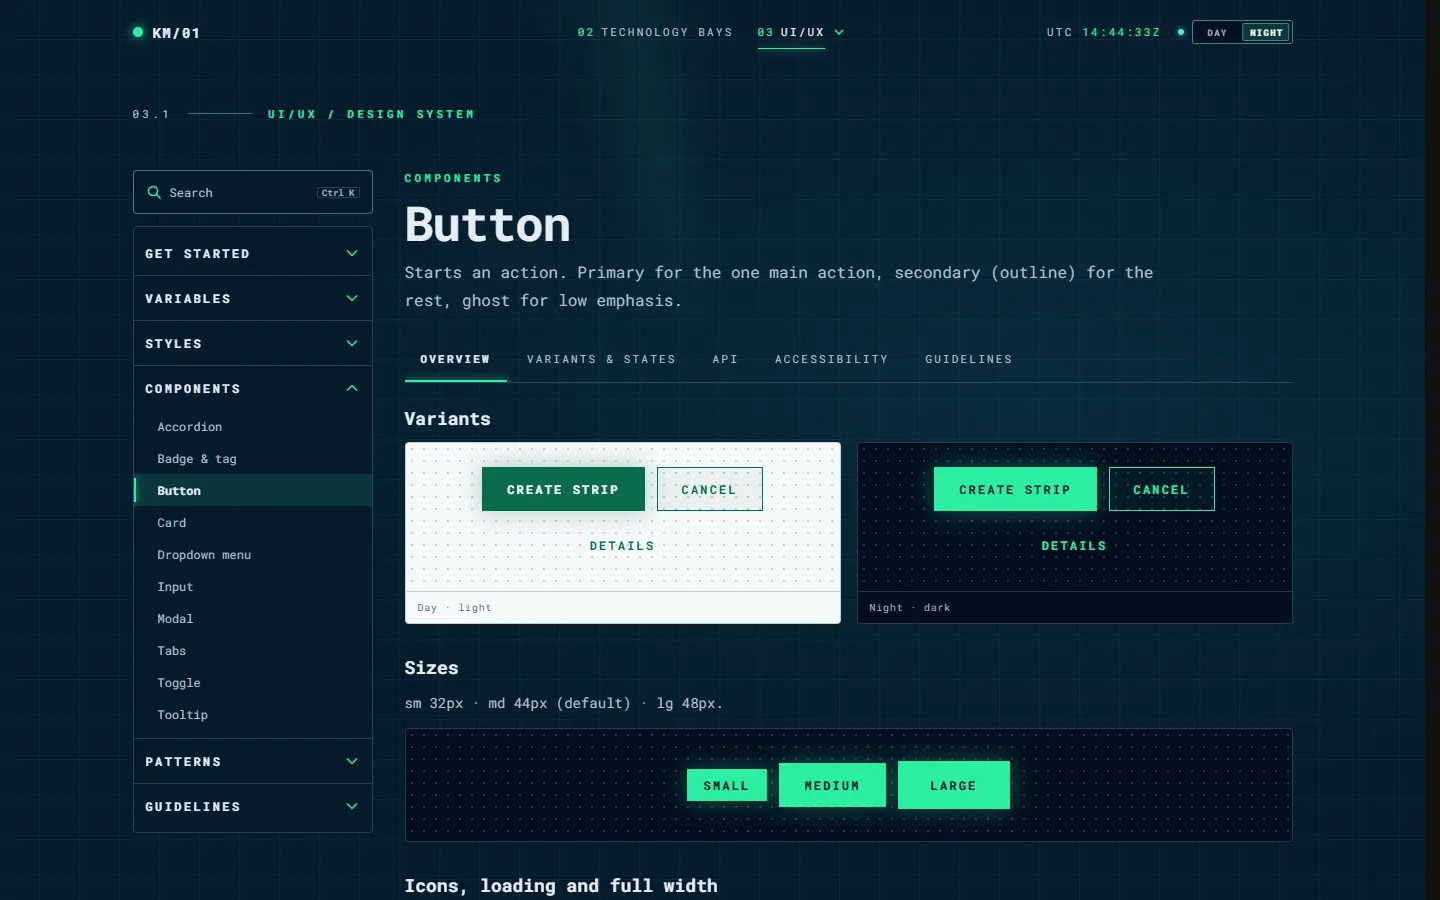 KM/01
02 TECHNOLOGY BAYS
03 UI/UX
UTC 14:44:33Z
DAY
NIGHT
03.1
UI/UX / DESIGN SYSTEM
Search
Ctrl K
GET STARTED
VARIABLES
STYLES
COMPONENTS
Accordion
Badge & tag
Button
Card
Dropdown menu
Input
Modal
Tabs
Toggle
Tooltip
PATTERNS
GUIDELINES
COMPONENTS
Button
Starts an action. Primary for the one main action, secondary (outline) for the
rest, ghost for low emphasis.
OVERVIEW
VARIANTS & STATES
API
ACCESSIBILITY
GUIDELINES
Variants
CREATE STRIP
CANCEL
DETAILS
Day · light
CREATE STRIP
CANCEL
DETAILS
Night · dark
Sizes
sm 32px · md 44px (default) · lg 48px.
SMALL
MEDIUM
LARGE
Icons, loading and full width